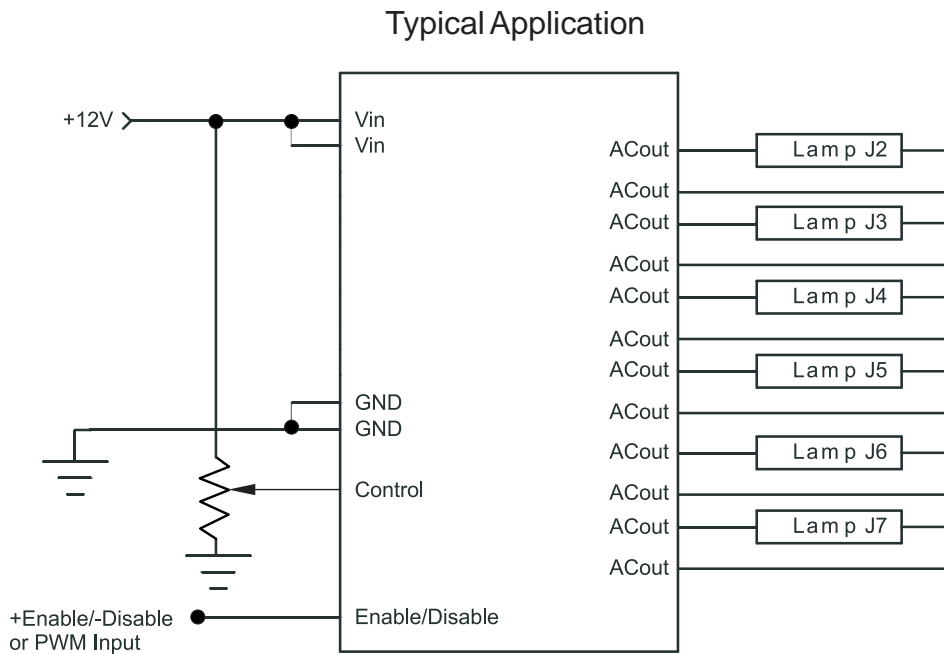 Typical Application
+12V
Vin
Vin
ACout
Lamp J2
ACout
ACout
Lamp J3
ACout
ACout
Lamp J4
ACout
ACout
Lamp J5
GND
ACout
GND
ACout
Lamp J6
Control
ACout
ACout
Lamp J7
ACout
+Enable/-Disable
or PWM Input
Enable/Disable